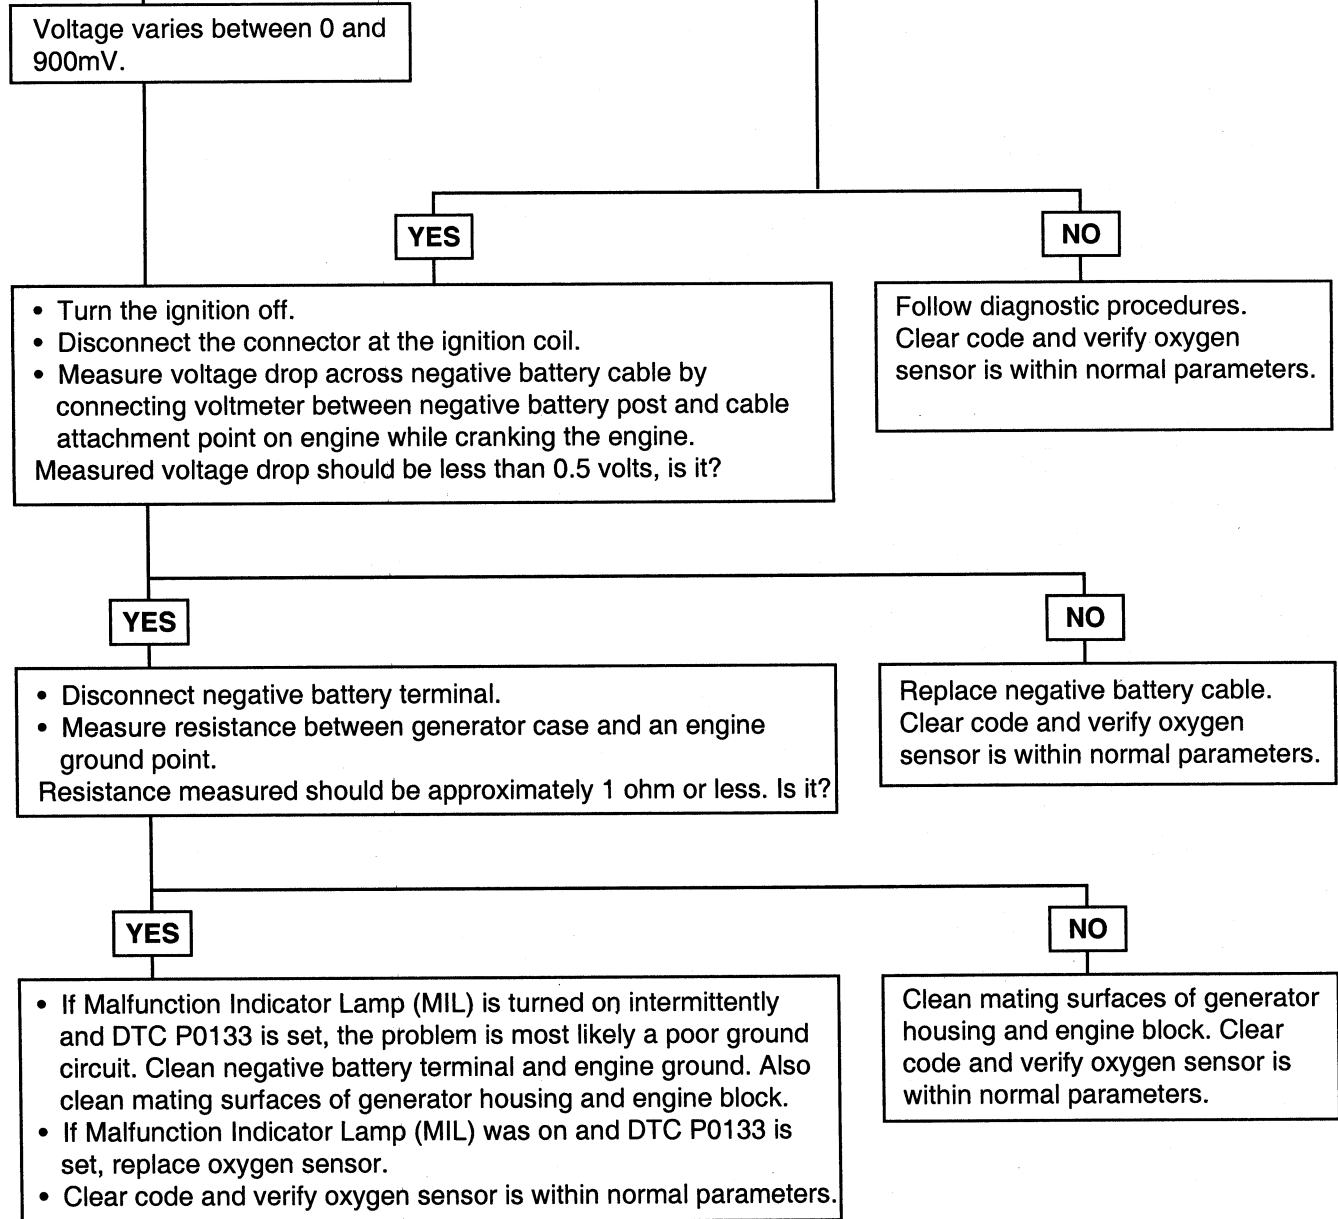 Voltage varies between 0 and
900mV.
YES
NO
• Turn the ignition off.
• Disconnect the connector at the ignition coil.
• Measure voltage drop across negative battery cable by
connecting voltmeter between negative battery post and cable
attachment point on engine while cranking the engine.
Measured voltage drop should be less than 0.5 volts, is it?
Follow diagnostic procedures.
Clear code and verify oxygen
sensor is within normal parameters.
YES
NO
• Disconnect negative battery terminal.
• Measure resistance between generator case and an engine
ground point.
Resistance measured should be approximately 1 ohm or less. Is it?
Replace negative battery cable.
Clear code and verify oxygen
sensor is within normal parameters.
YES
NO
• If Malfunction Indicator Lamp (MIL) is turned on intermittently
and DTC P0133 is set, the problem is most likely a poor ground
circuit. Clean negative battery terminal and engine ground. Also
clean mating surfaces of generator housing and engine block.
• If Malfunction Indicator Lamp (MIL) was on and DTC P0133 is
set, replace oxygen sensor.
• Clear code and verify oxygen sensor is within normal parameters.
Clean mating surfaces of generator
housing and engine block. Clear
code and verify oxygen sensor is
within normal parameters.